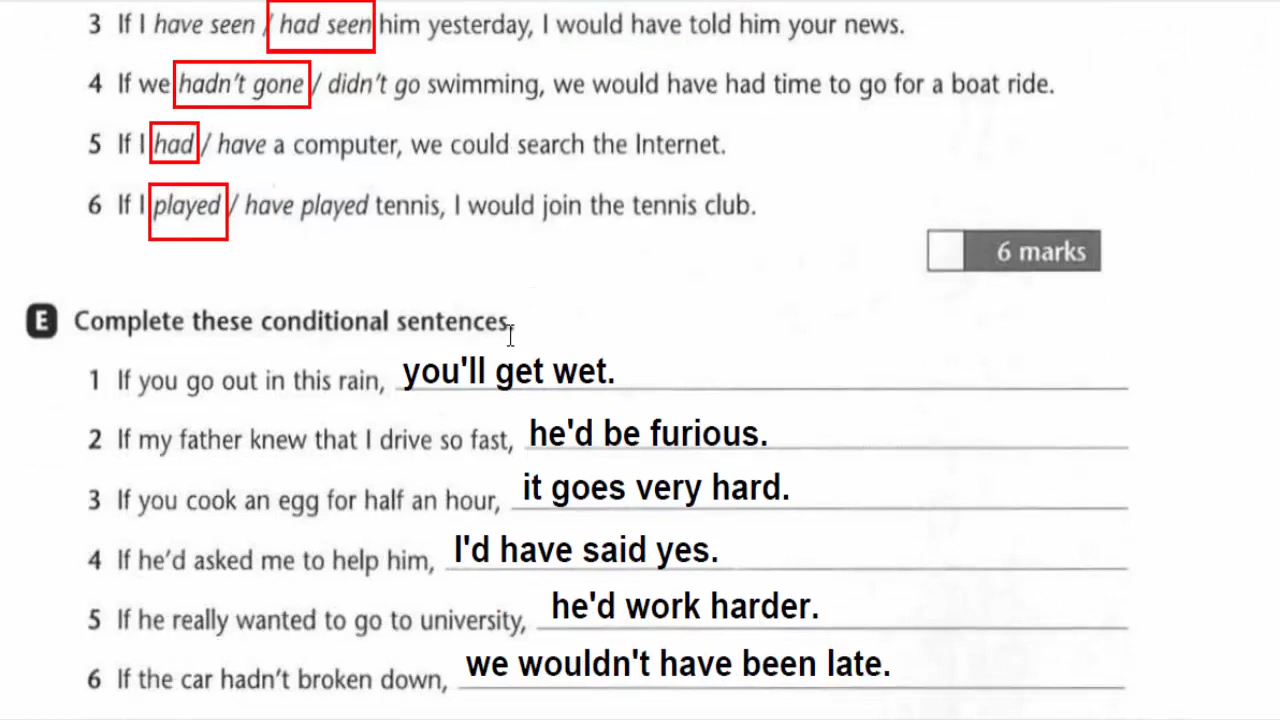 3 If I have seen / had seen him yesterday, I would have told him your news.
4 If we hadn't gone / didn't go swimming, we would have had time to go for a boat ride.
5 If I had / have a computer, we could search the Internet.
6 If I played / have played tennis, I would join the tennis club.
6 marks
E Complete these conditional sentences.
1 If you go out in this rain, you'll get wet.
2 If my father knew that I drive so fast, he'd be furious.
3 If you cook an egg for half an hour, it goes very hard.
4 If he'd asked me to help him, I'd have said yes.
5 If he really wanted to go to university, he'd work harder.
6 If the car hadn't broken down, we wouldn't have been late.